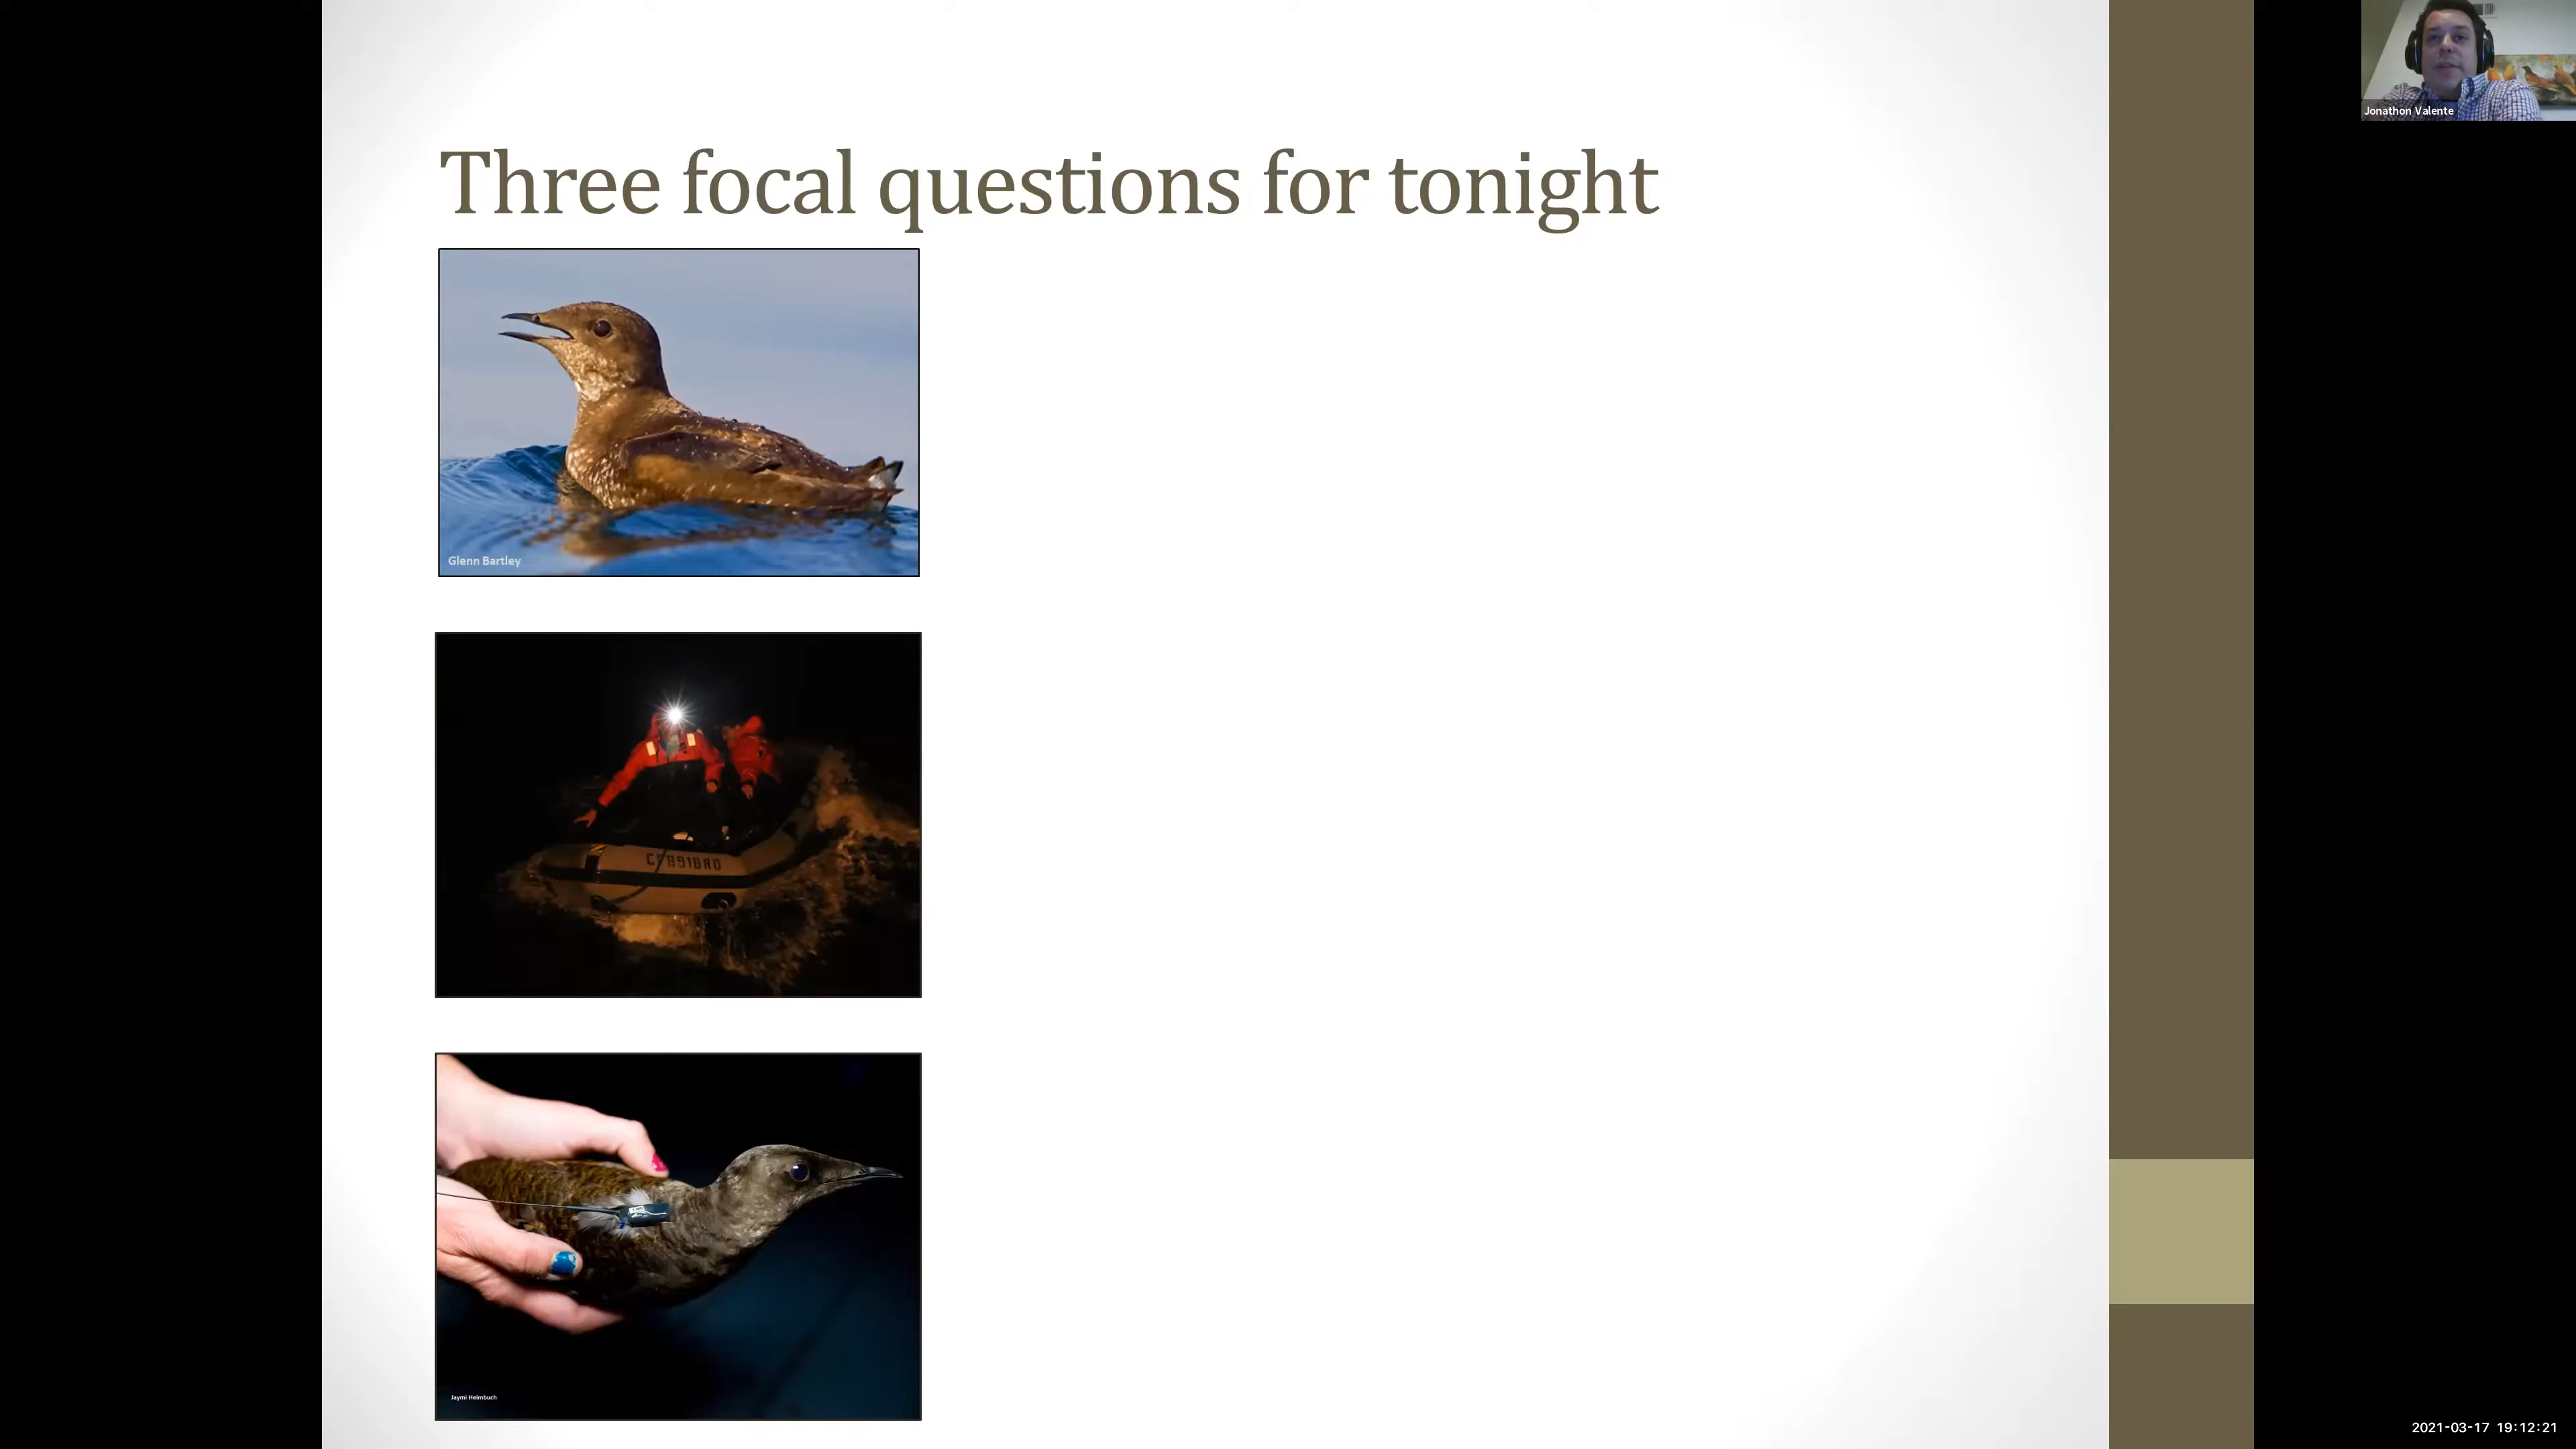 Jonathon Valente
Three focal questions for tonight
Glenn Bartley
Jaymi Heimbuch
2021-03-17 19:12:21